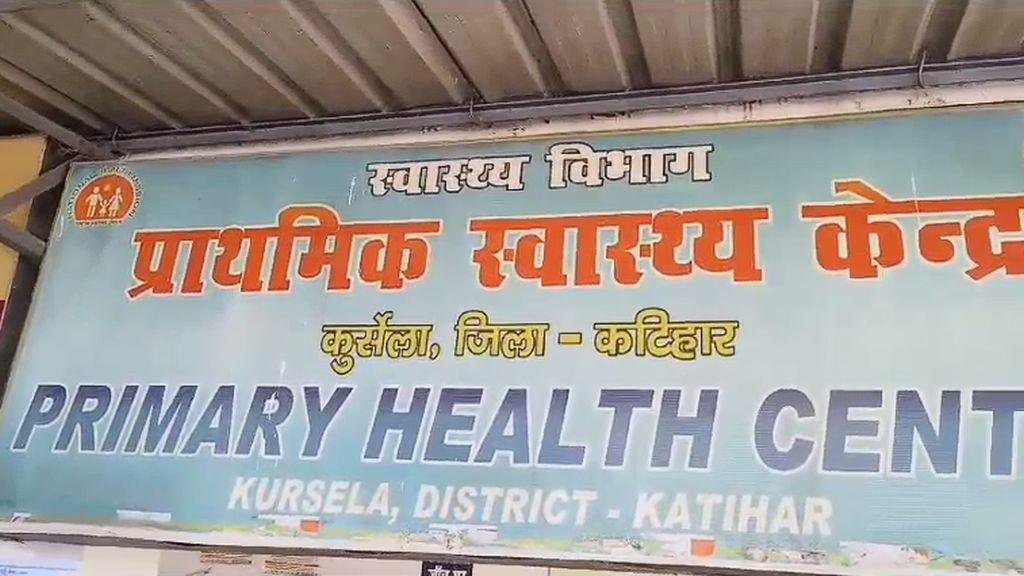 स्वास्थ्य विभाग
प्राथमिक स्वास्थ्य केन्द्र
कुर्सेला, जिला - कटिहार
PRIMARY HEALTH CENT
KURSELA, DISTRICT - KATIHAR